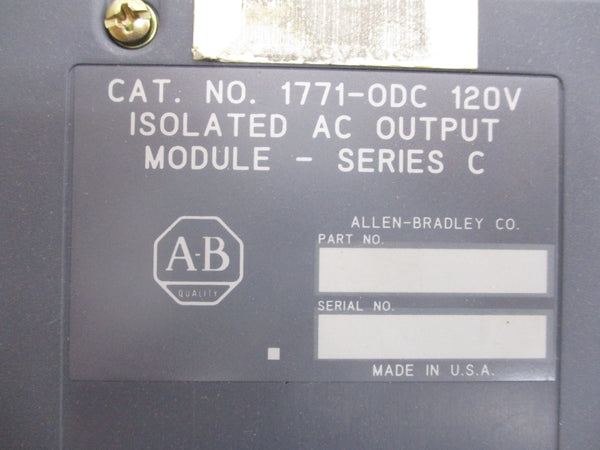 CAT. NO. 1771-ODC 120V
ISOLATED AC OUTPUT
MODULE - SERIES C
ALLEN-BRADLEY CO.
PART NO.
A-B
QUALITY
SERIAL NO.
MADE IN U.S.A.